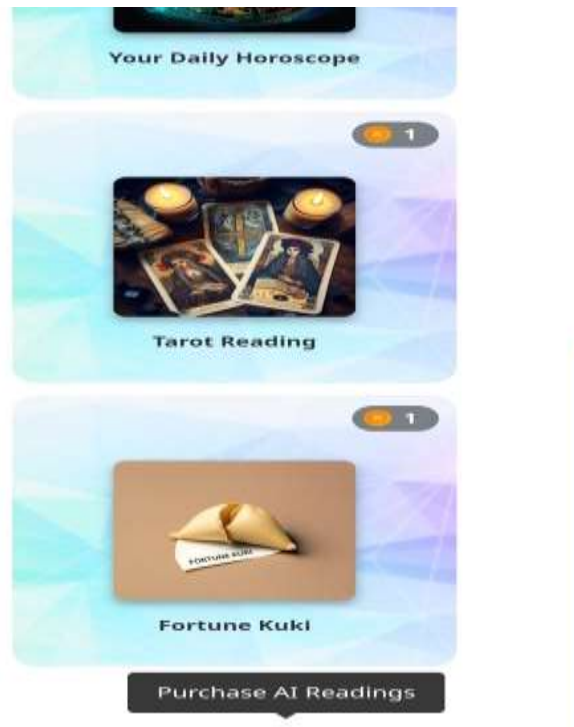 Your Daily Horoscope
1
Tarot Reading
1
FORTUNE KUKI
Fortune Kuki
Purchase AI Readings